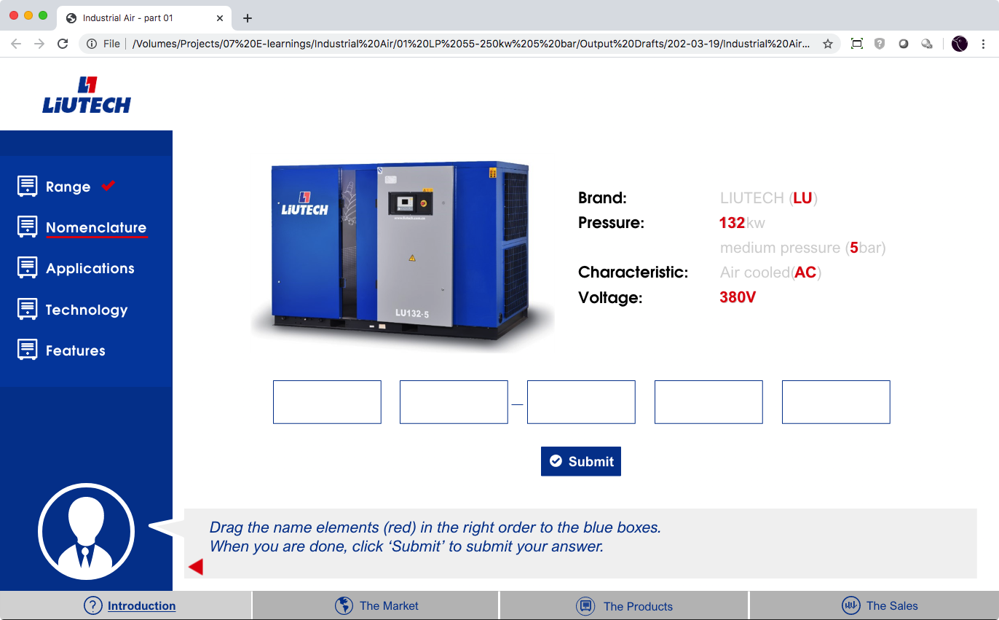 Industrial Air - part 01
File
/Volumes/Projects/07%20E-learnings/Industrial%20Air/01%20LP%2055-250kw%205%20bar/Output%20Drafts/202-03-19/Industrial%20Air...
LiUTECH
Range
Nomenclature
Applications
Technology
Features
LiUTECH
www.liutech.com.cn
LU132-5
Brand: LIUTECH (LU)
Pressure: 132kw
medium pressure (5bar)
Characteristic: Air cooled(AC)
Voltage: 380V
—
Submit
Drag the name elements (red) in the right order to the blue boxes.
When you are done, click ‘Submit’ to submit your answer.
? Introduction
The Market
The Products
The Sales